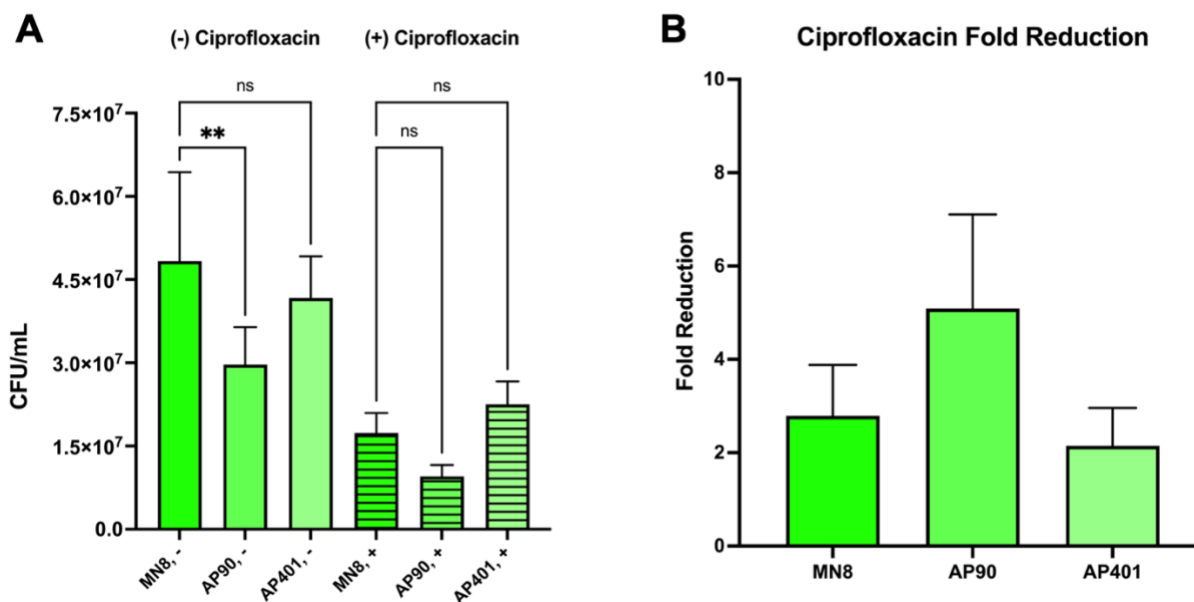 A
(-) Ciprofloxacin (+) Ciprofloxacin
ns ns
** ns
CFU/mL
7.5×10⁷
6.0×10⁷
4.5×10⁷
3.0×10⁷
1.5×10⁷
0.0
MN8, - AP90, - AP401, - MN8, + AP90, + AP401, +
B
Ciprofloxacin Fold Reduction
Fold Reduction
10
8
6
4
2
0
MN8 AP90 AP401